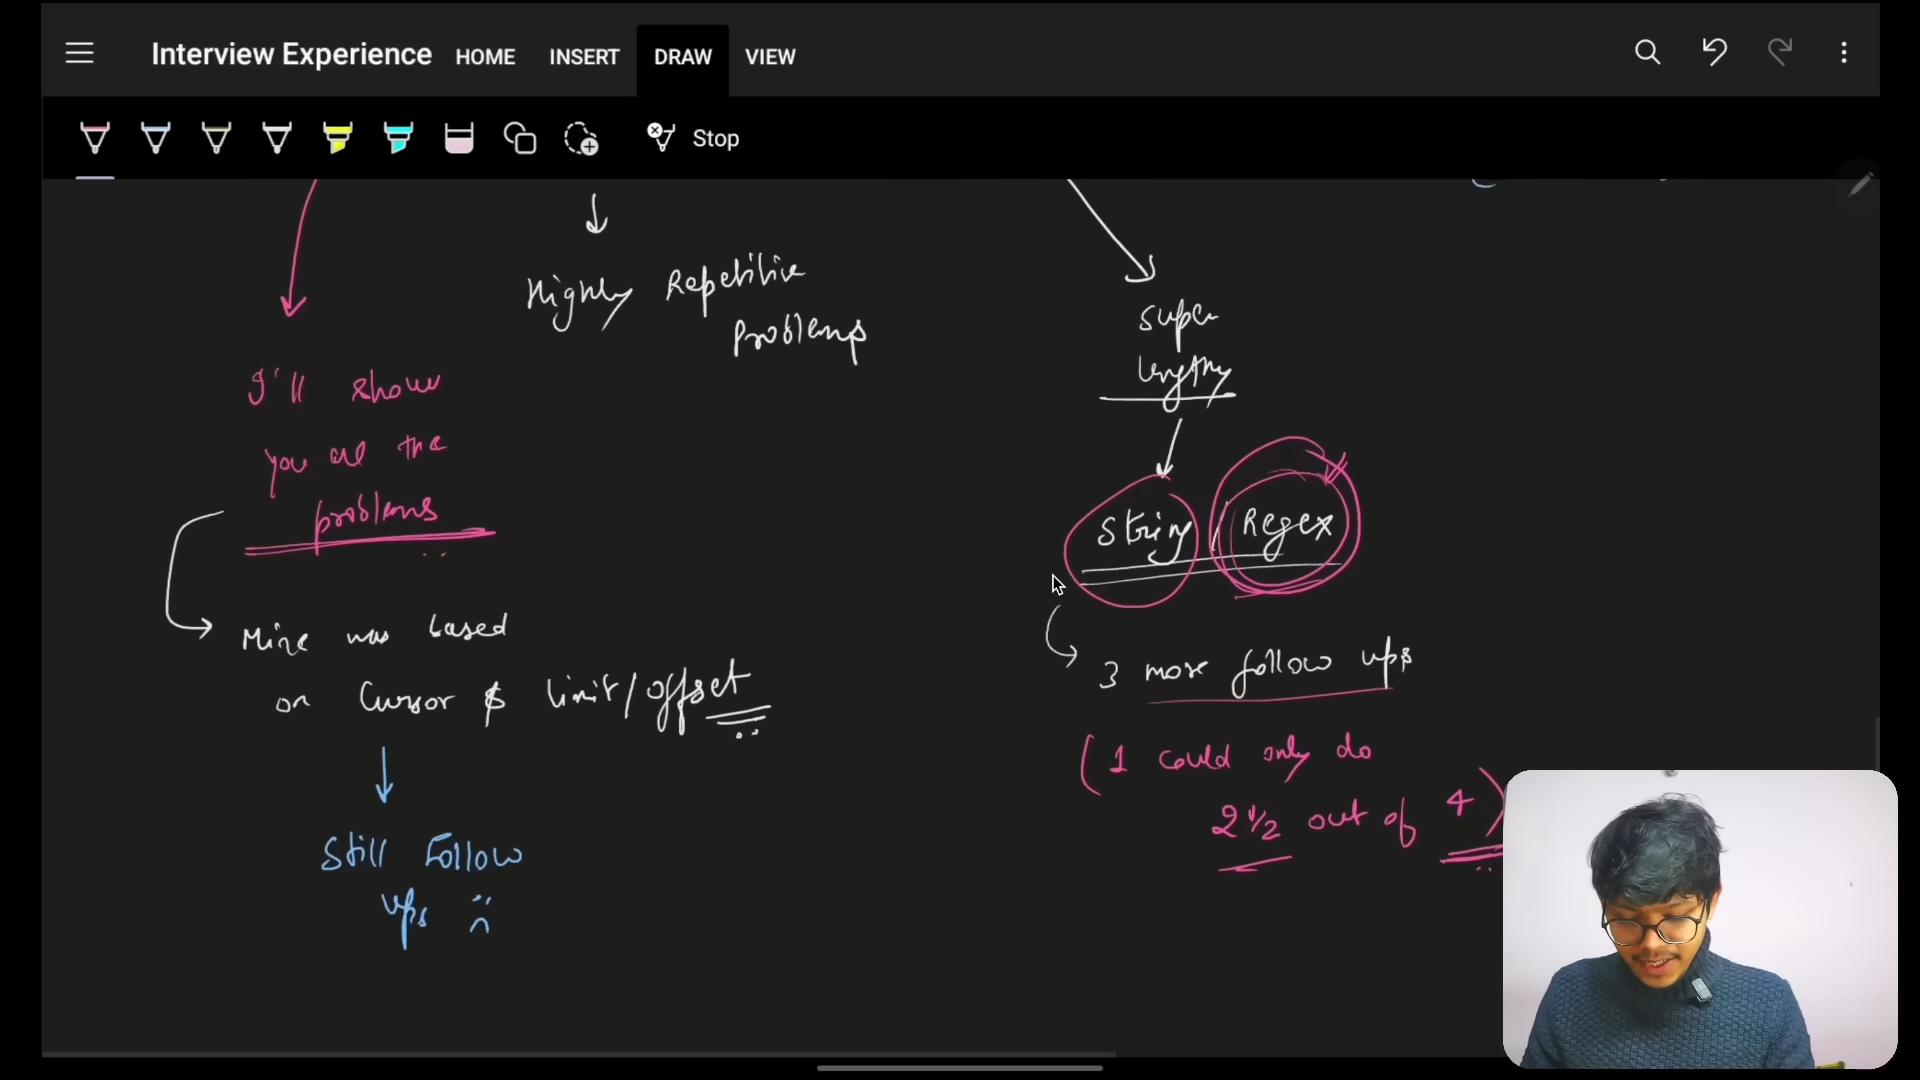 Interview Experience HOME INSERT DRAW VIEW
Stop
Highly Repetitive
Problems
Super
lengthy
I'll show
you all the
problems
String, Regex
Mine was based
on Cursor & limit/offset
3 more follow ups
(I could only do
2 1/2 out of 4)
Still Follow
ups